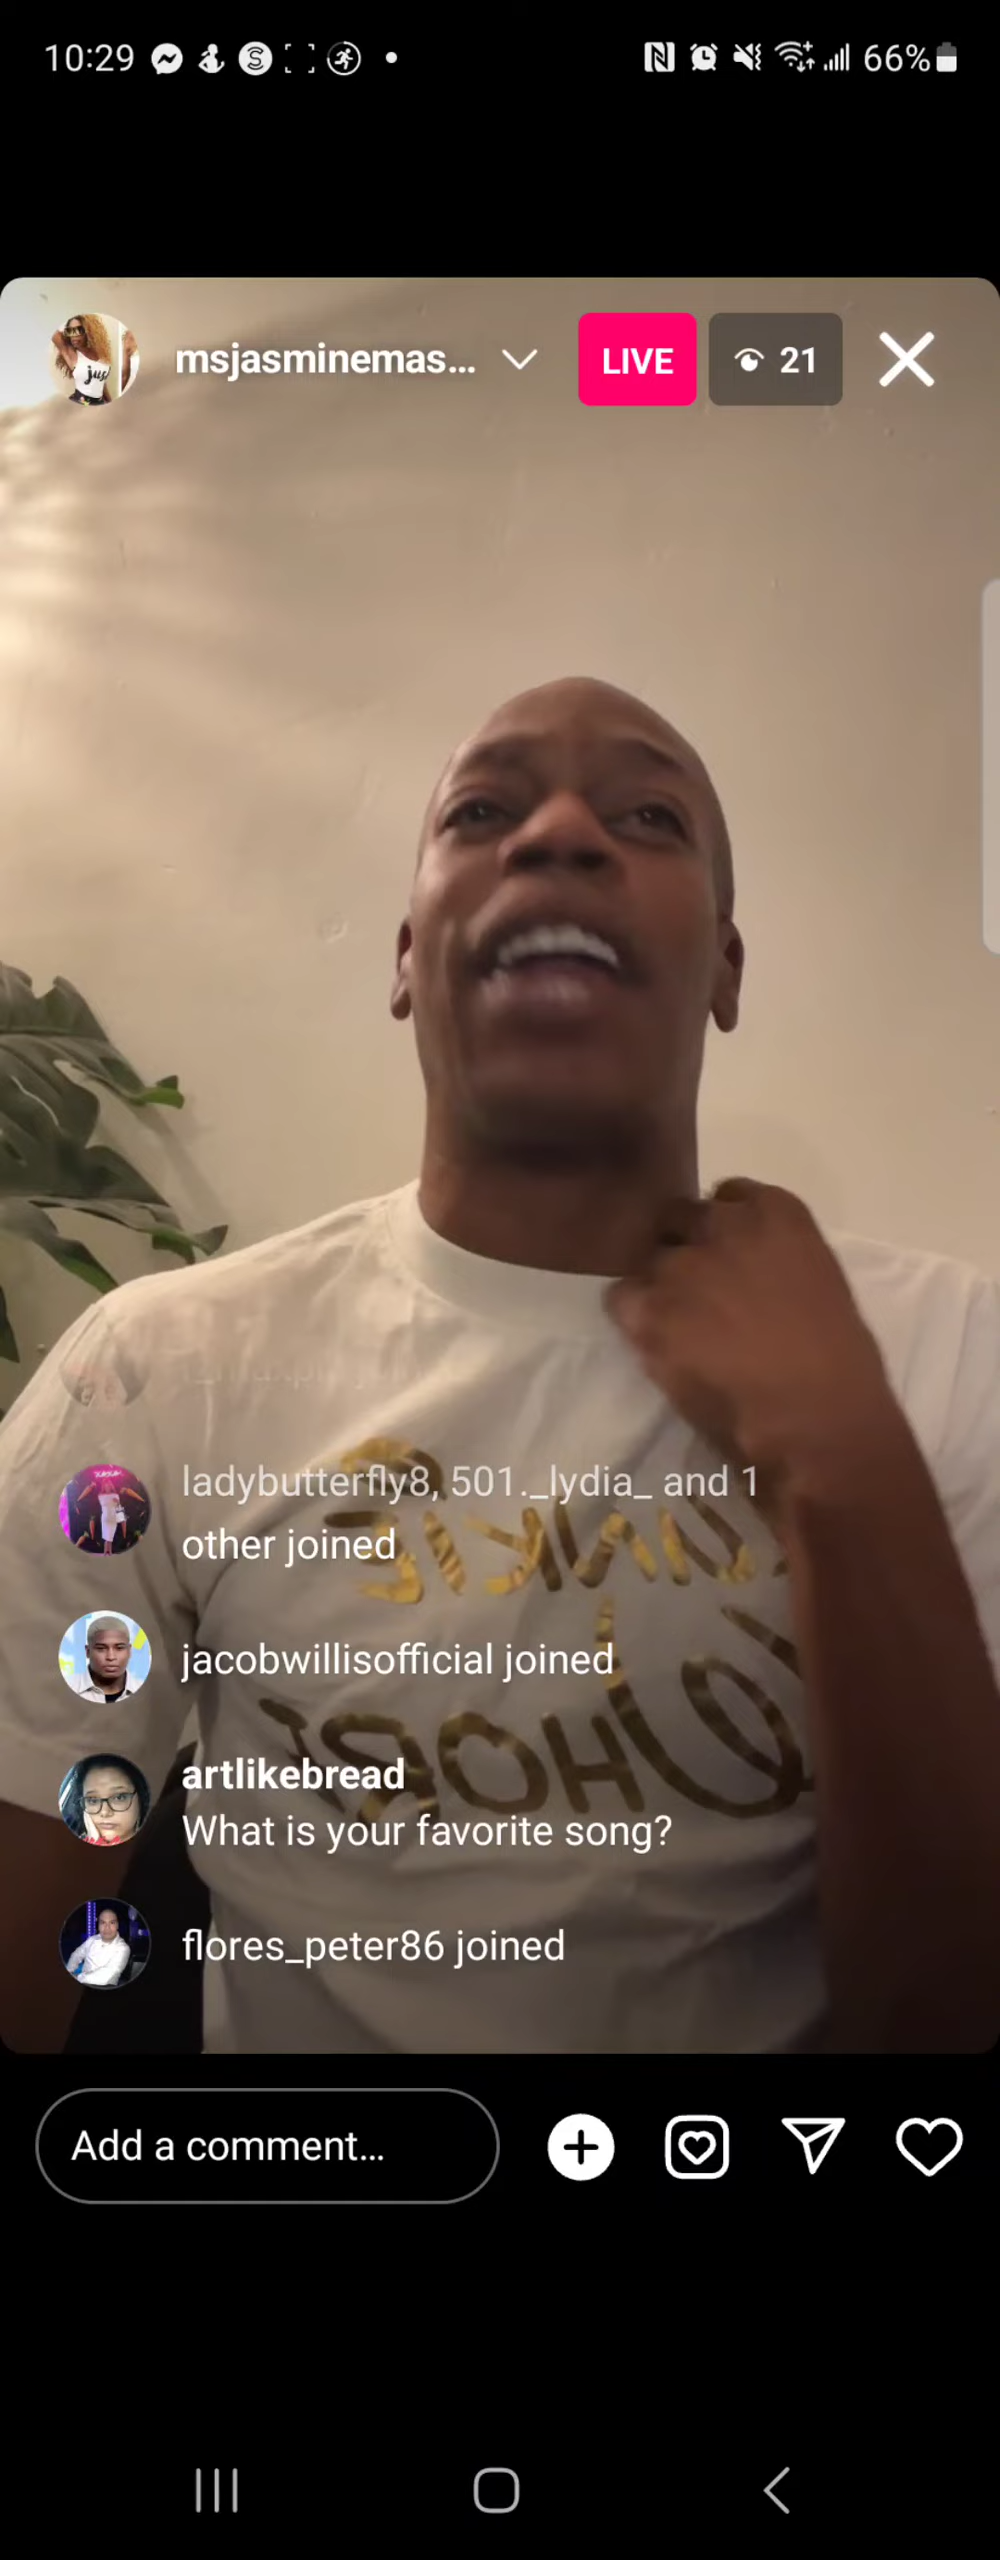 10:29
66%
jus
msjasminemas...
LIVE
21
ladybutterfly8, 501._lydia_ and 1
other joined
jacobwillisofficial joined
artlikebread
What is your favorite song?
flores_peter86 joined
Add a comment...